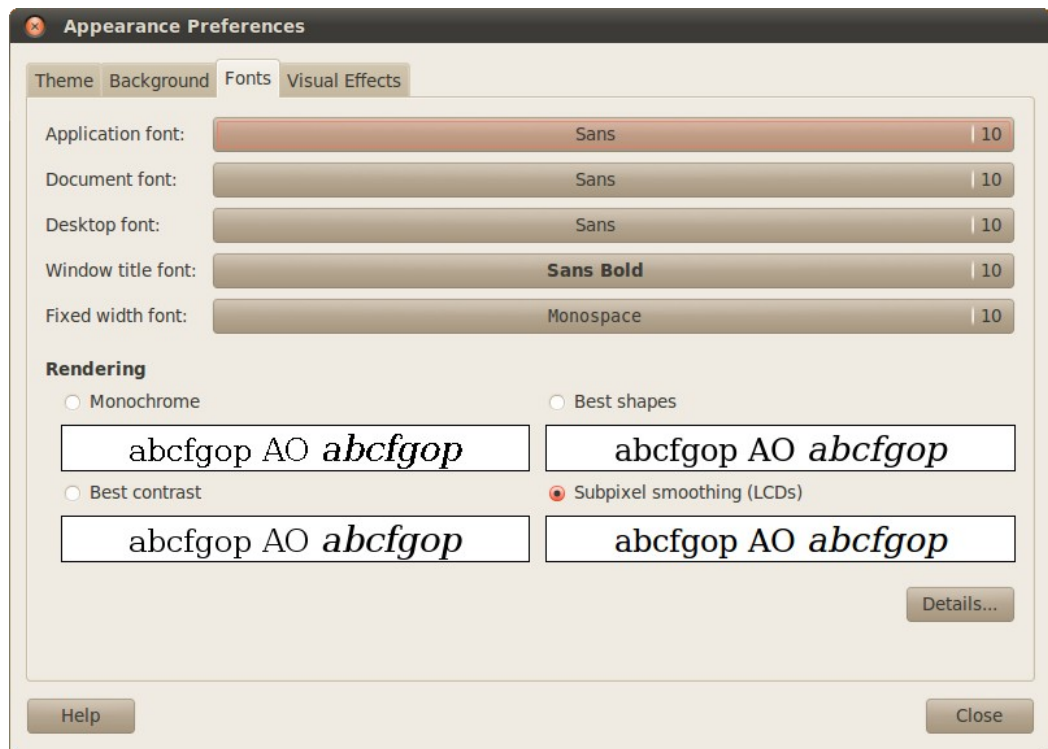 Appearance Preferences
Theme Background Fonts Visual Effects
Application font: Sans 10
Document font: Sans 10
Desktop font: Sans 10
Window title font: Sans Bold 10
Fixed width font: Monospace 10
Rendering
Monochrome Best shapes
abcfgop AO abcfgop abcfgop AO abcfgop
Best contrast Subpixel smoothing (LCDs)
abcfgop AO abcfgop abcfgop AO abcfgop
Details...
Help Close